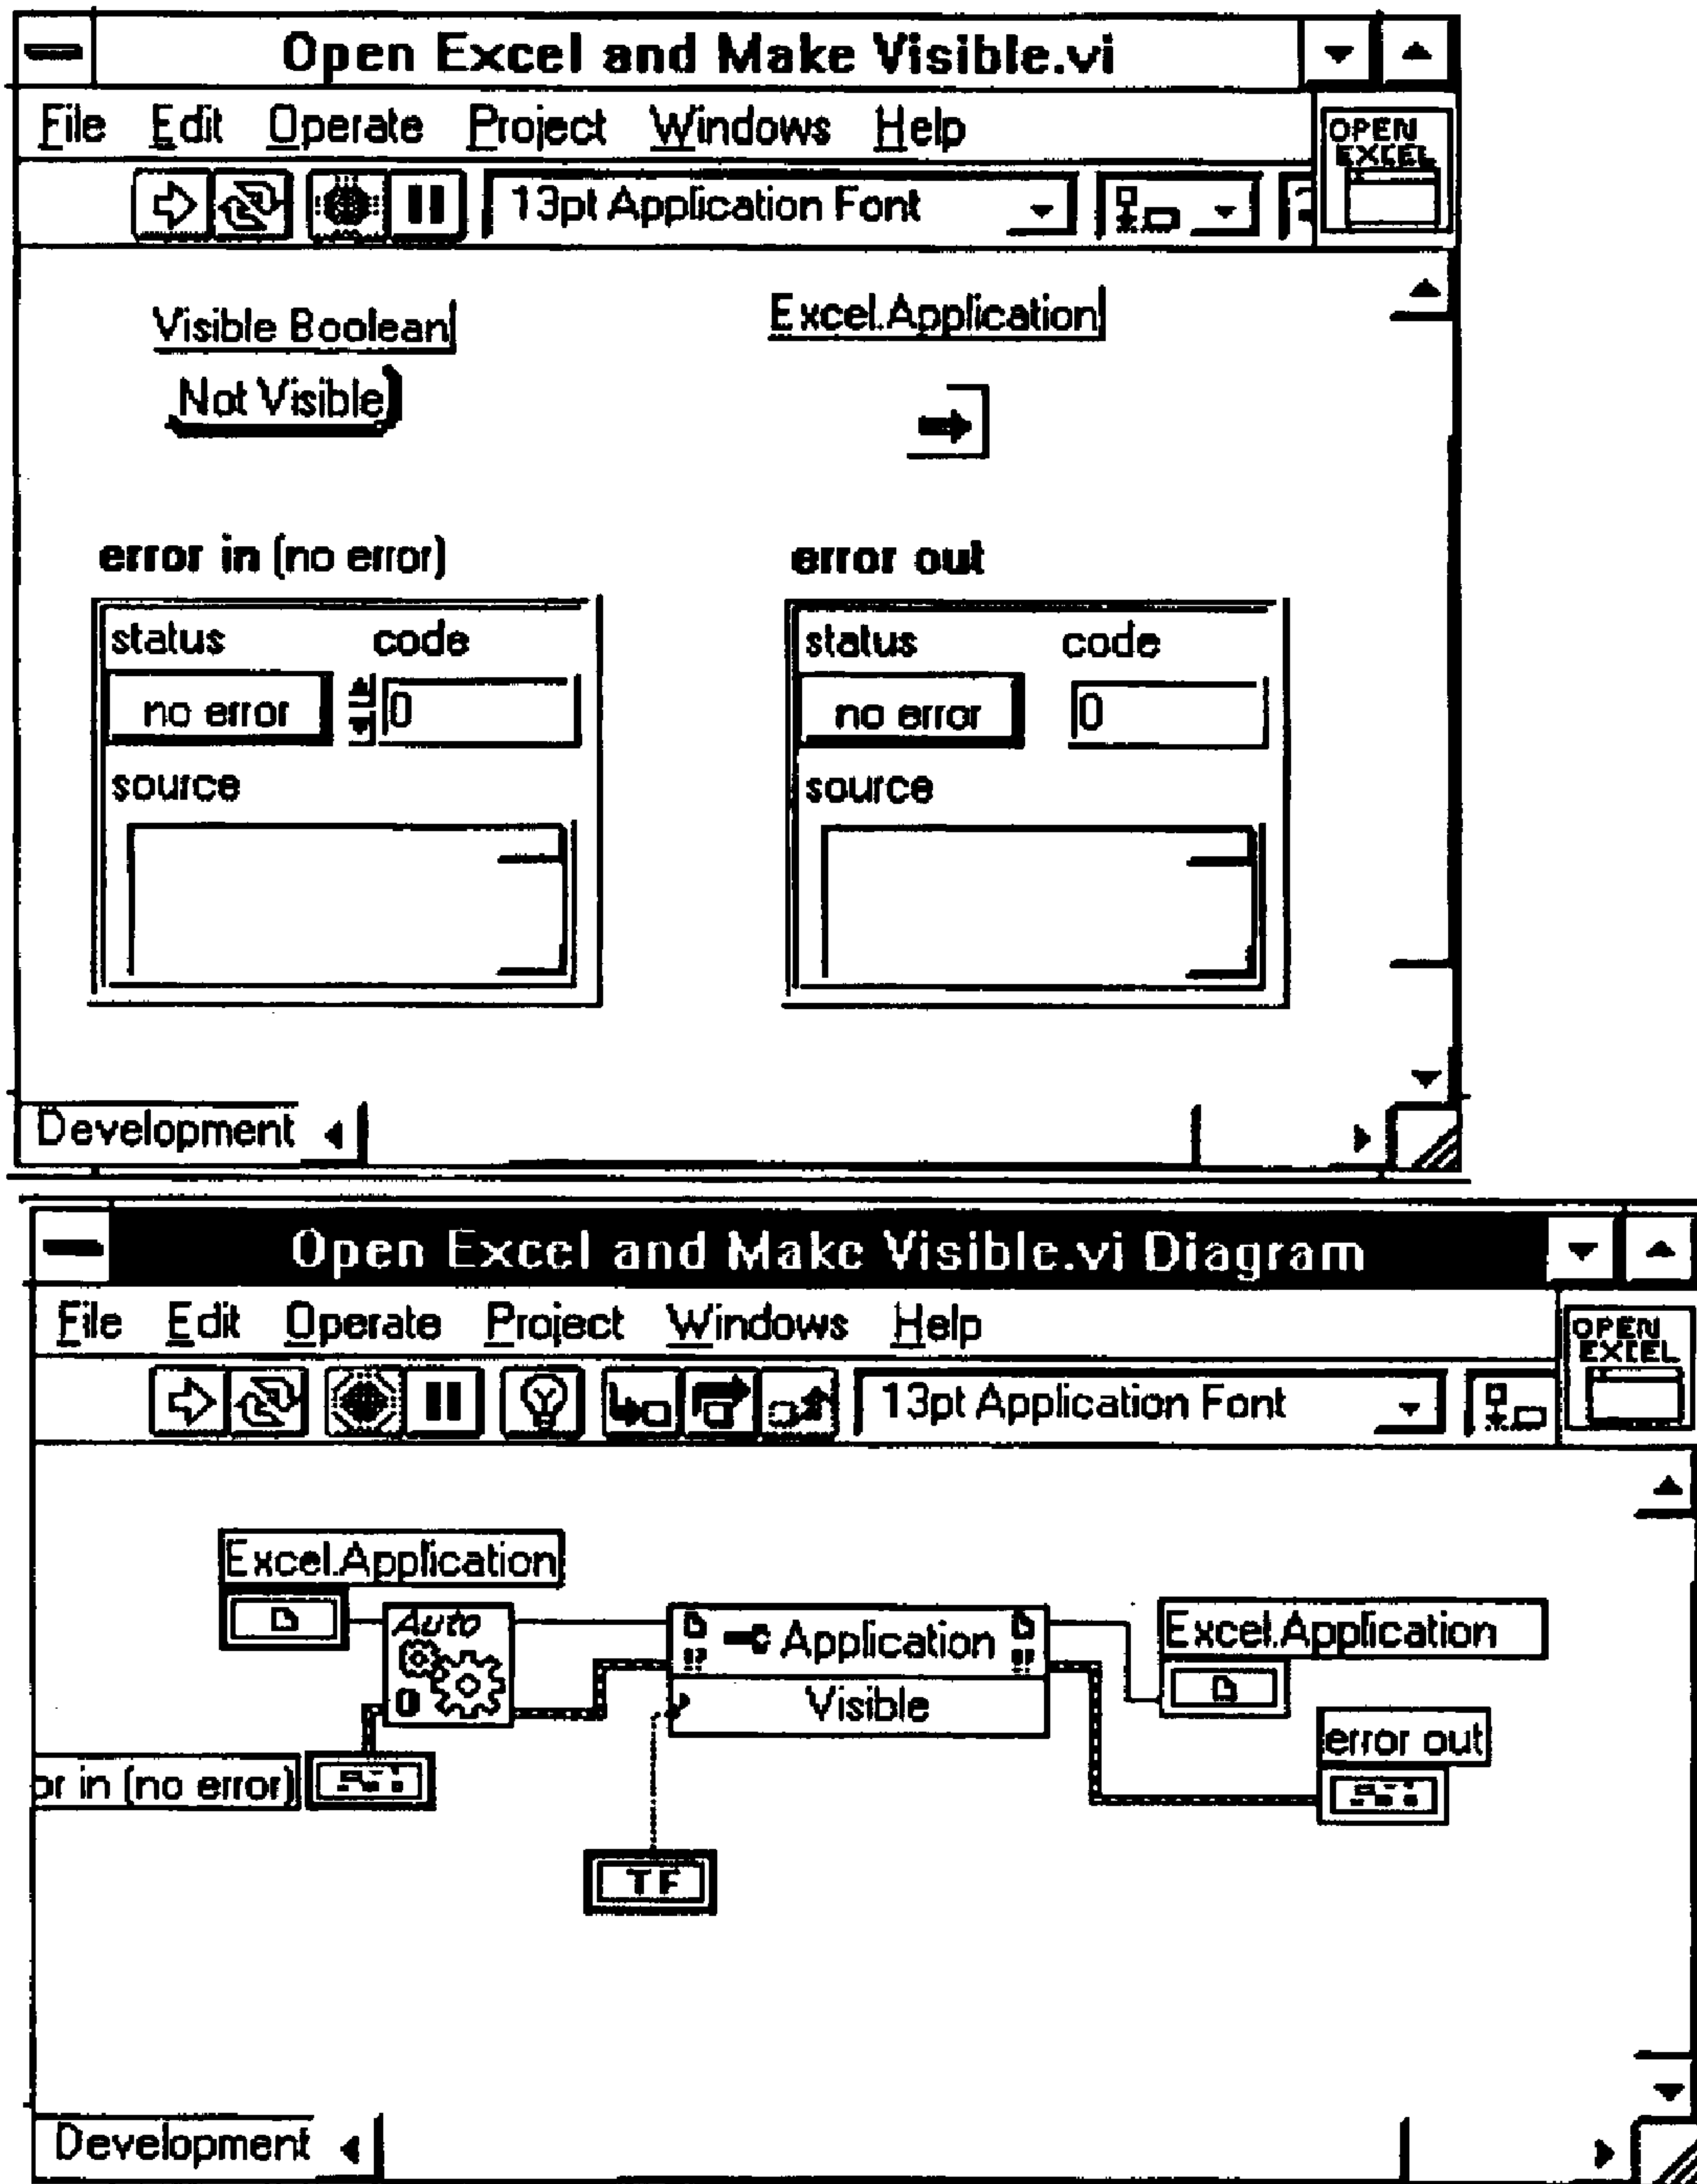 Open Excel and Make Visible.vi
File Edit Operate Project Windows Help
OPEN
EXCEL
13pt Application Font
Visible Boolean
Excel.Application
Not Visible
error in (no error)
error out
status code
status code
no error 0
no error 0
source
source
Development
Open Excel and Make Visible.vi Diagram
File Edit Operate Project Windows Help
OPEN
EXCEL
13pt Application Font
Excel.Application
Auto
Application
Excel.Application
Visible
error out
or in (no error)
TF
Development